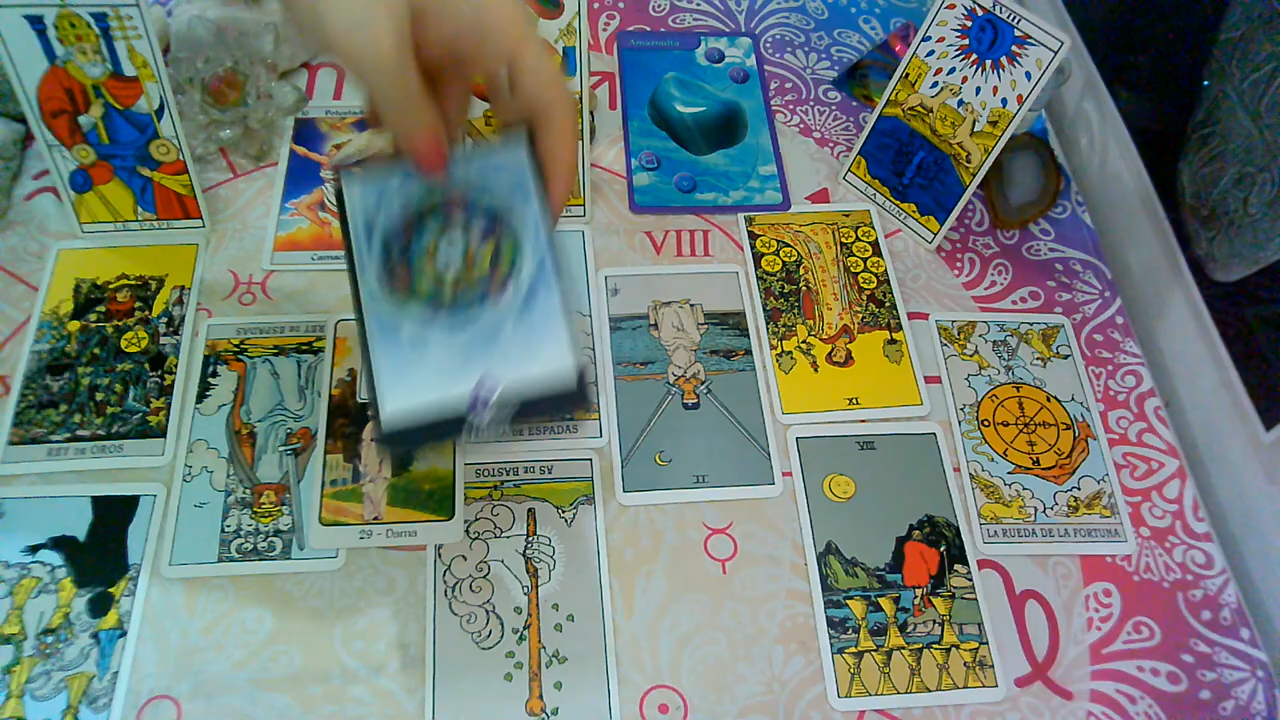 XVIII
Amazonita
LE PAPE
LA LUNE
VIII
REY DE ESPADAS
IX
VIII
REY DE OROS
DE ESPADAS
II
AS DE BASTOS
29 - Dama
LA RUEDA DE LA FORTUNA